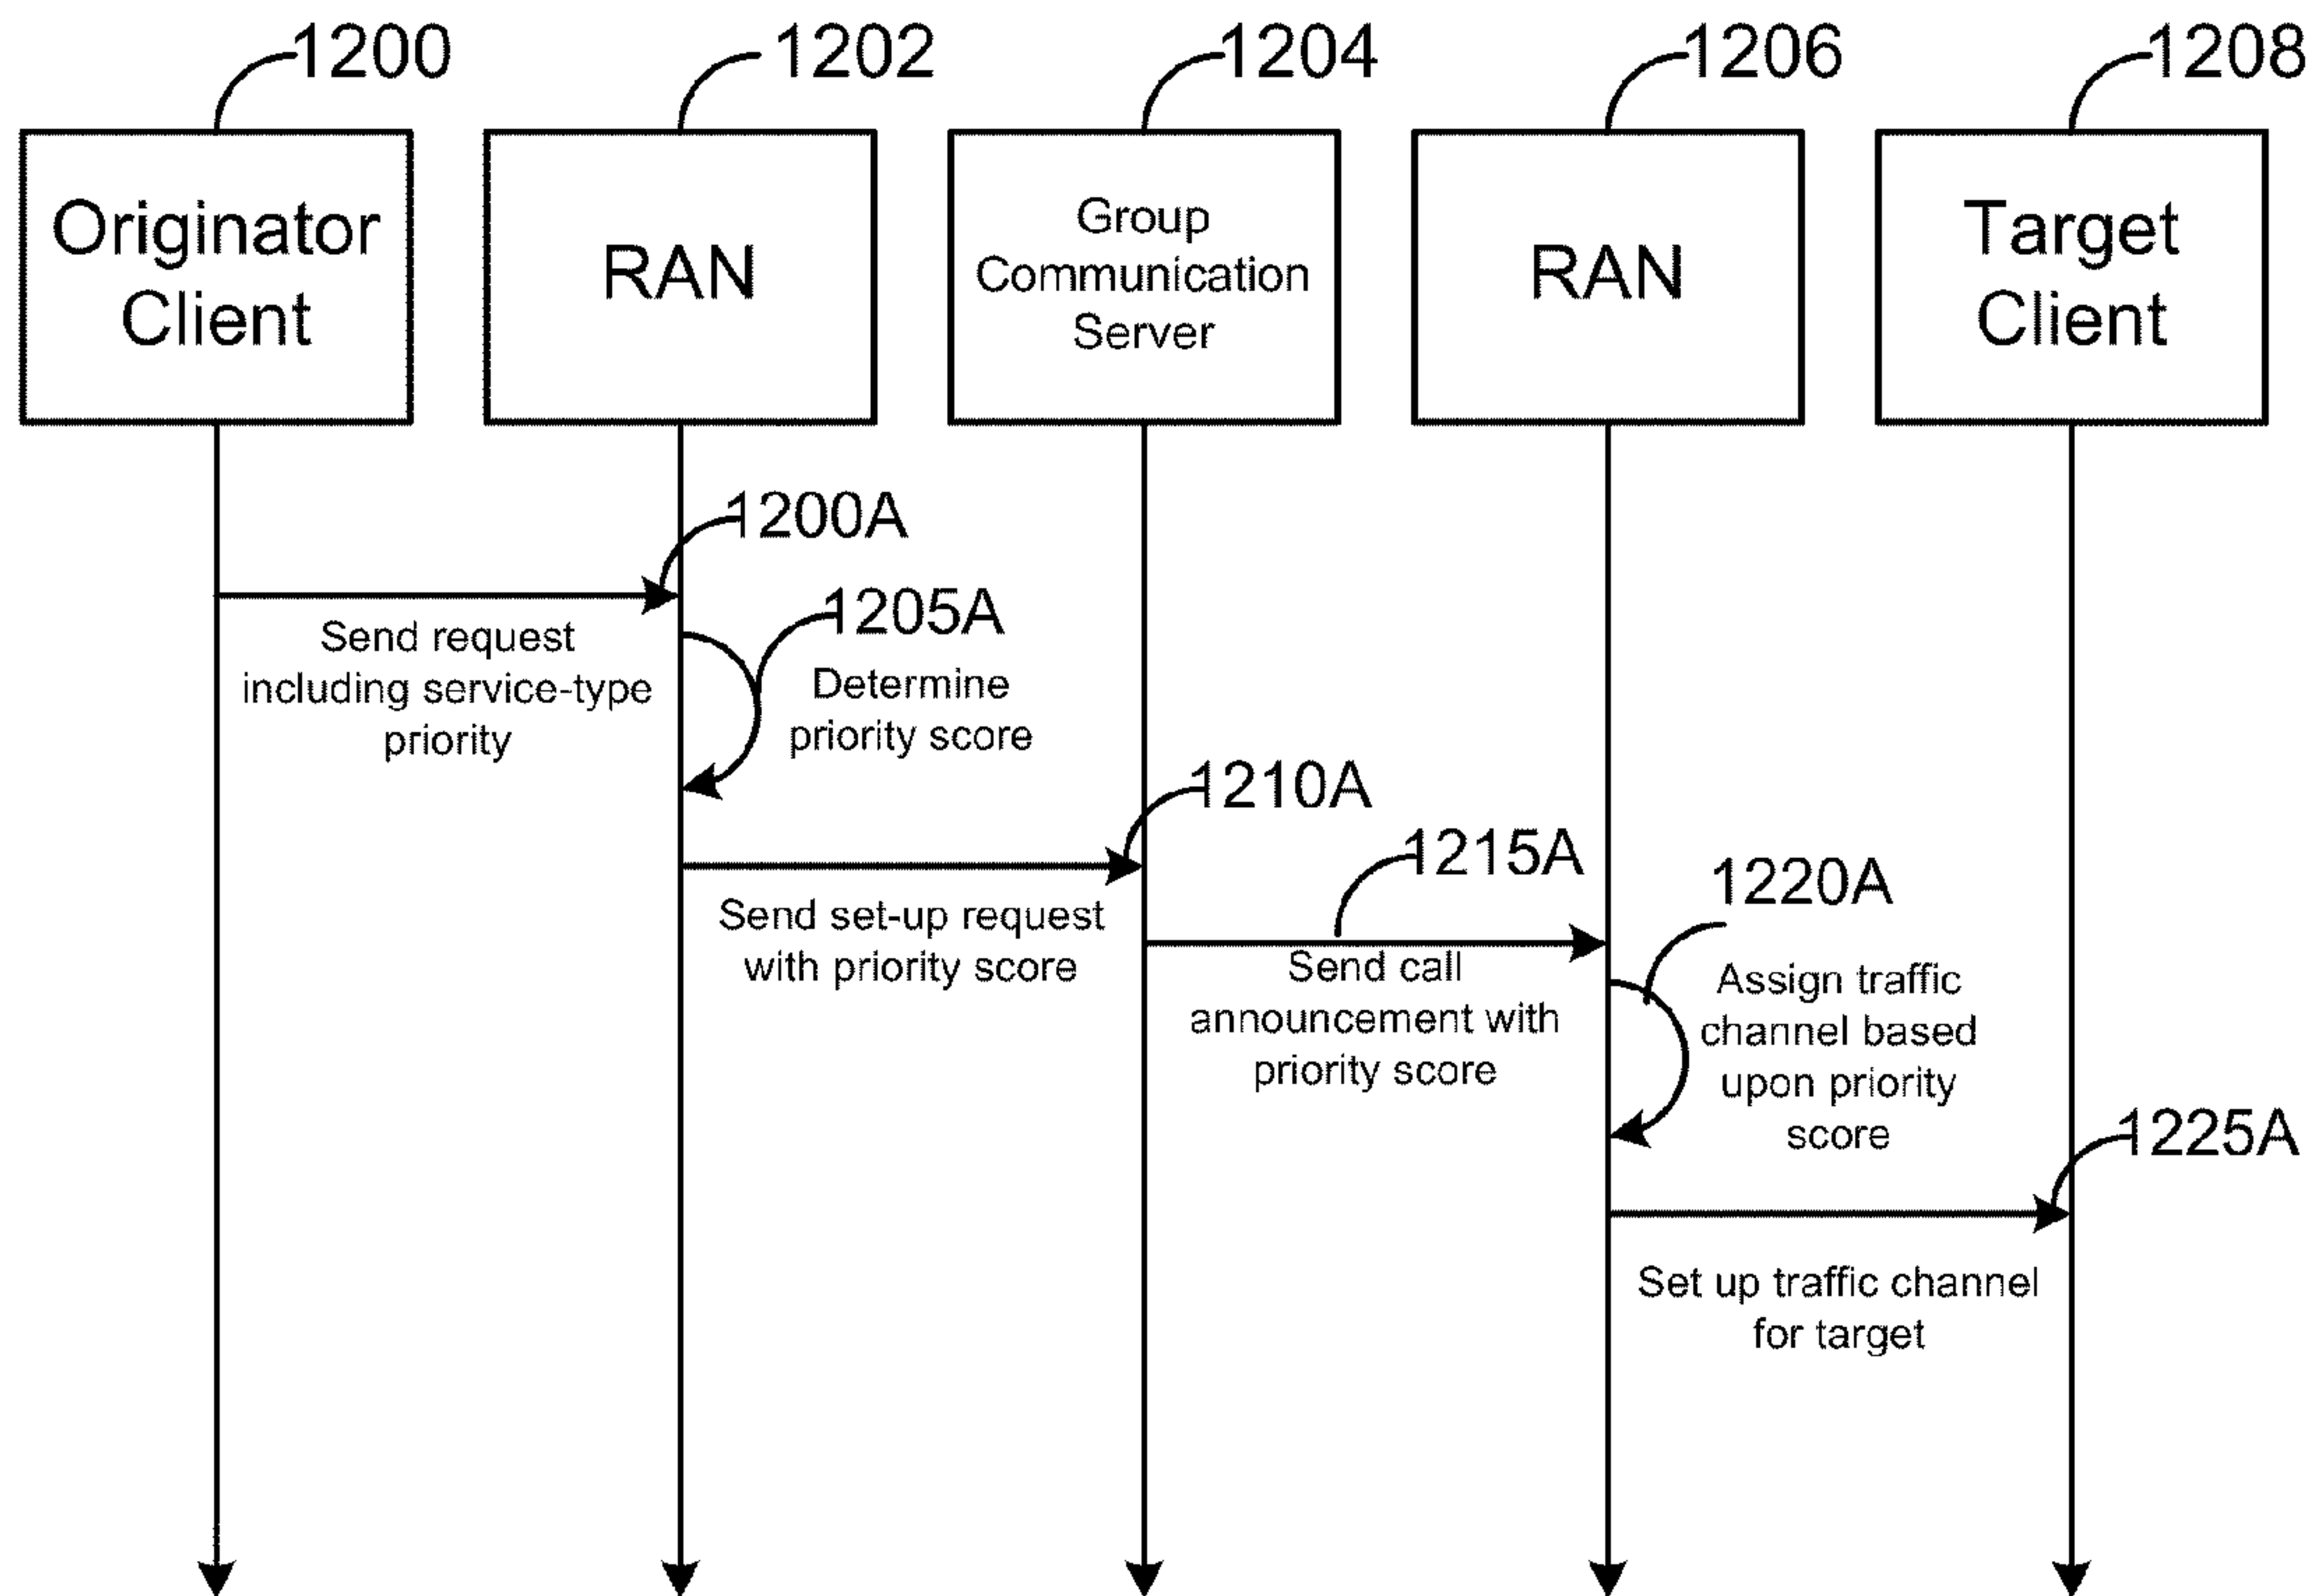 1200
1202
1204
1206
1208
Originator
Client
RAN
Group
Communication
Server
RAN
Target
Client
1200A
Send request
including service-type
priority
1205A
Determine
priority score
1210A
Send set-up request
with priority score
1215A
Send call
announcement with
priority score
1220A
Assign traffic
channel based
upon priority
score
1225A
Set up traffic channel
for target